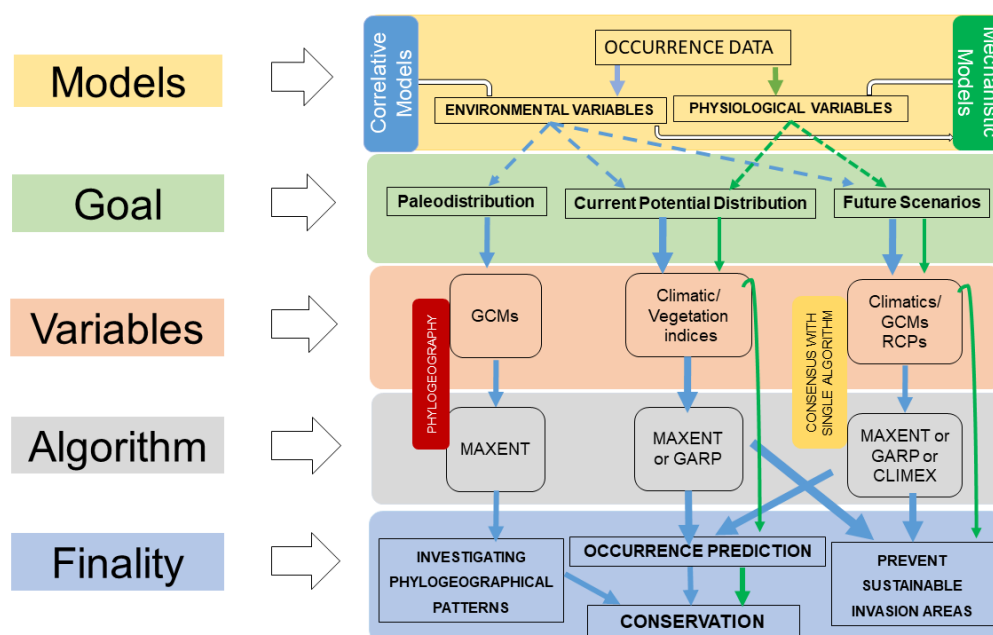 Models
Correlative
Models
OCCURRENCE DATA
ENVIRONMENTAL VARIABLES
PHYSIOLOGICAL VARIABLES
Mechanistic
Models
Goal
Paleodistribution
Current Potential Distribution
Future Scenarios
Variables
PHYLOGEOGRAPHY
GCMs
Climatic/
Vegetation
indices
CONSENSUS WITH
SINGLE ALGORITHM
Climatics/
GCMs
RCPs
Algorithm
MAXENT
MAXENT
or GARP
MAXENT or
GARP or
CLIMEX
Finality
INVESTIGATING
PHYLOGEOGRAPHICAL
PATTERNS
OCCURRENCE PREDICTION
CONSERVATION
PREVENT
SUSTAINABLE
INVASION AREAS